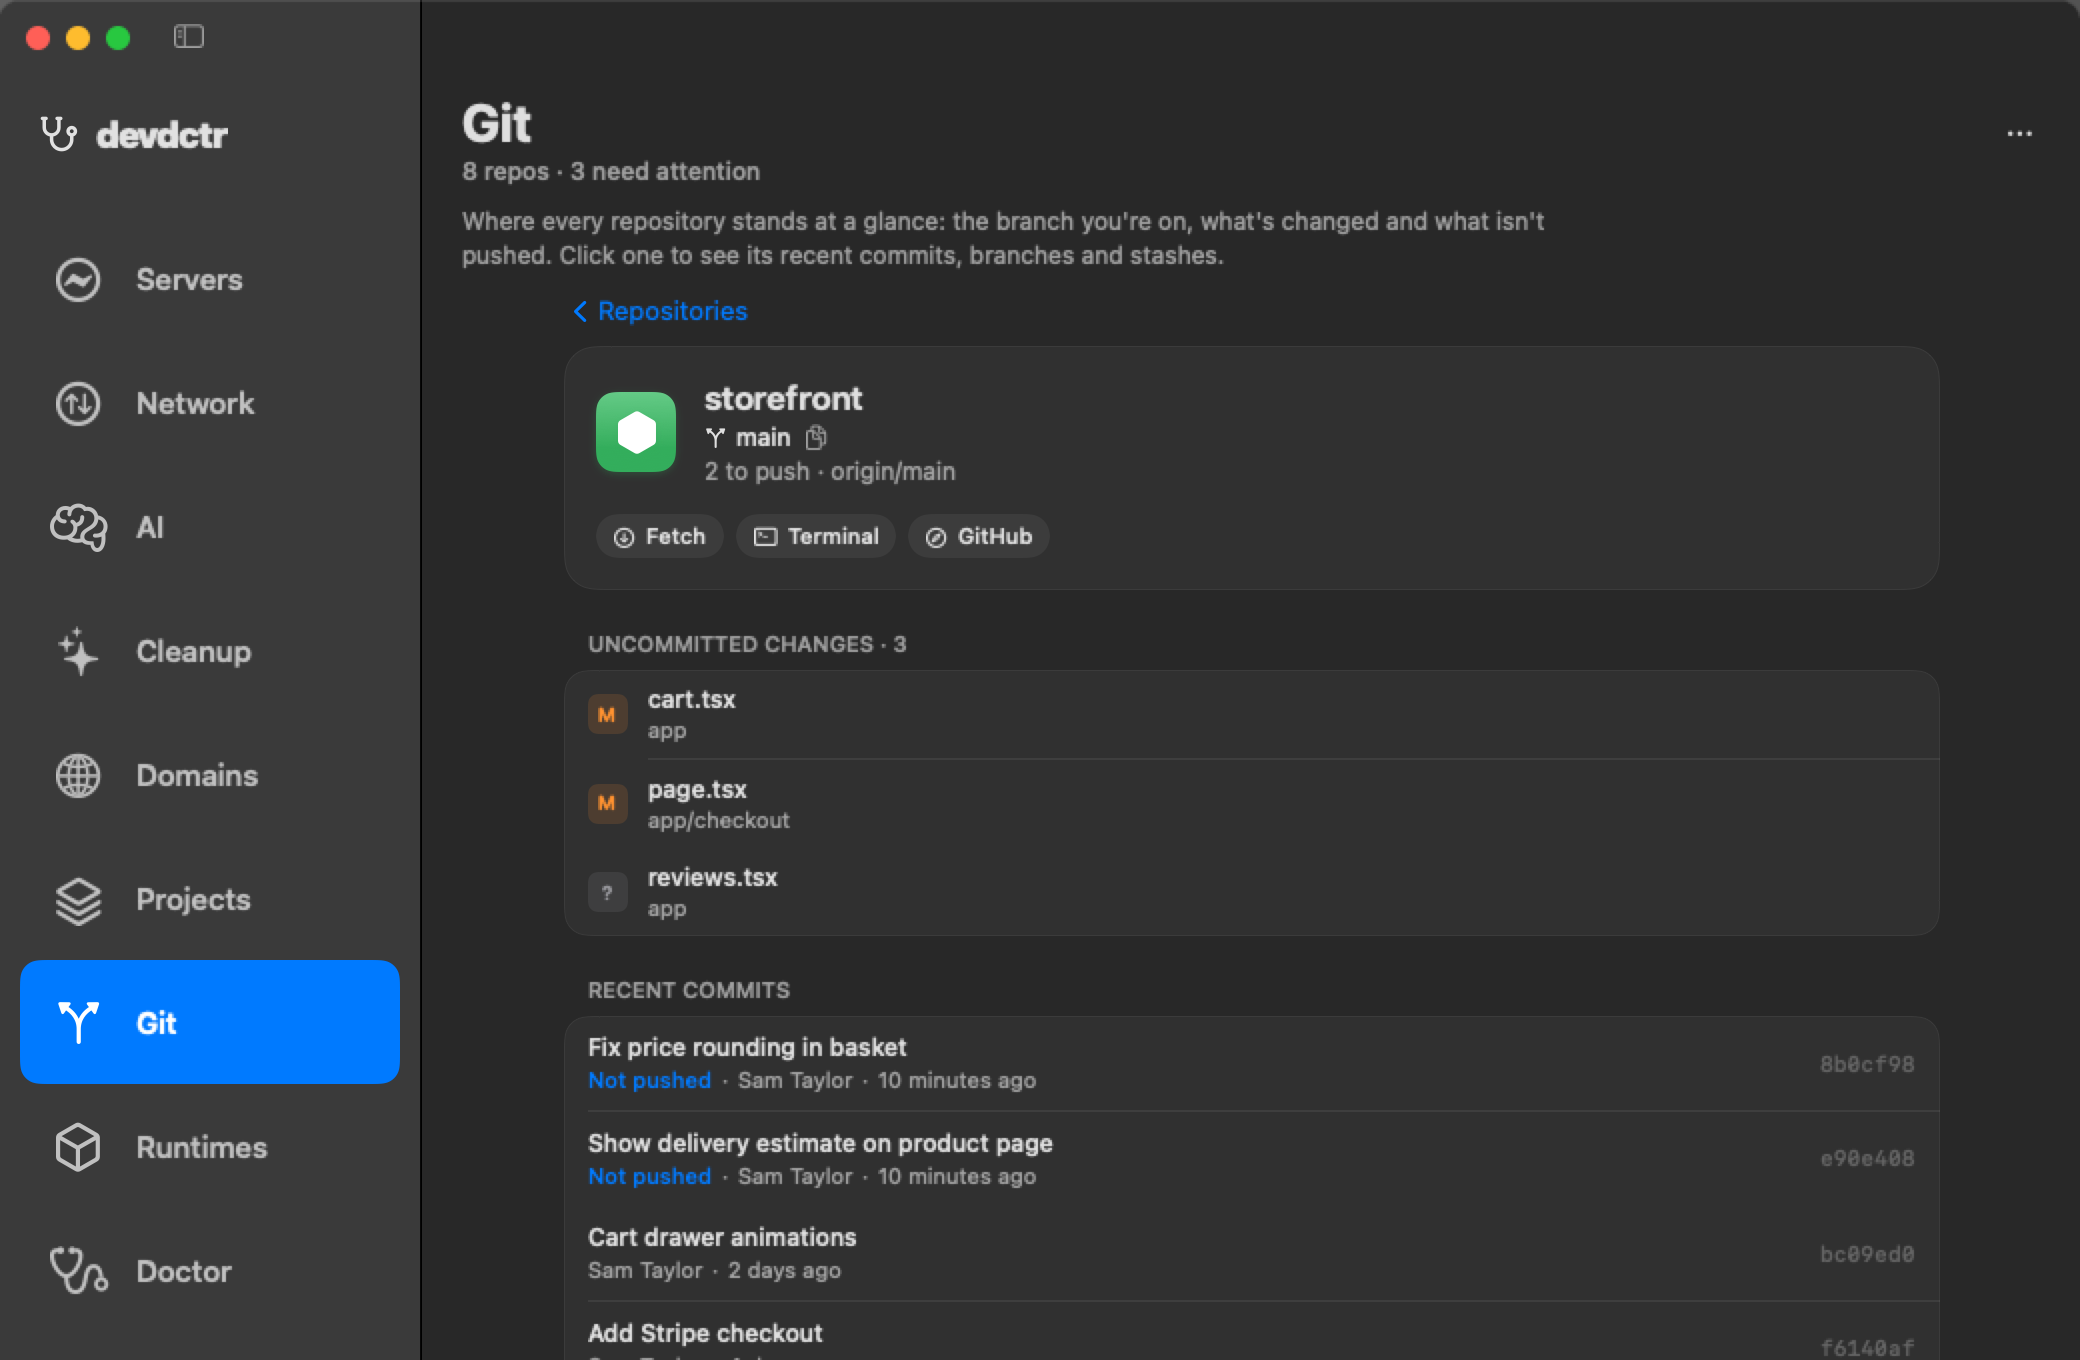 devdctr
Servers
Network
AI
Cleanup
Domains
Projects
Git
Runtimes
Doctor
Git
8 repos · 3 need attention
Where every repository stands at a glance: the branch you're on, what's changed and what isn't
pushed. Click one to see its recent commits, branches and stashes.
Repositories
storefront
main
2 to push · origin/main
Fetch
Terminal
GitHub
UNCOMMITTED CHANGES · 3
M
cart.tsx
app
M
page.tsx
app/checkout
?
reviews.tsx
app
RECENT COMMITS
Fix price rounding in basket
Not pushed · Sam Taylor · 10 minutes ago
8b0cf98
Show delivery estimate on product page
Not pushed · Sam Taylor · 10 minutes ago
e90e408
Cart drawer animations
Sam Taylor · 2 days ago
bc09ed0
Add Stripe checkout
f6140af